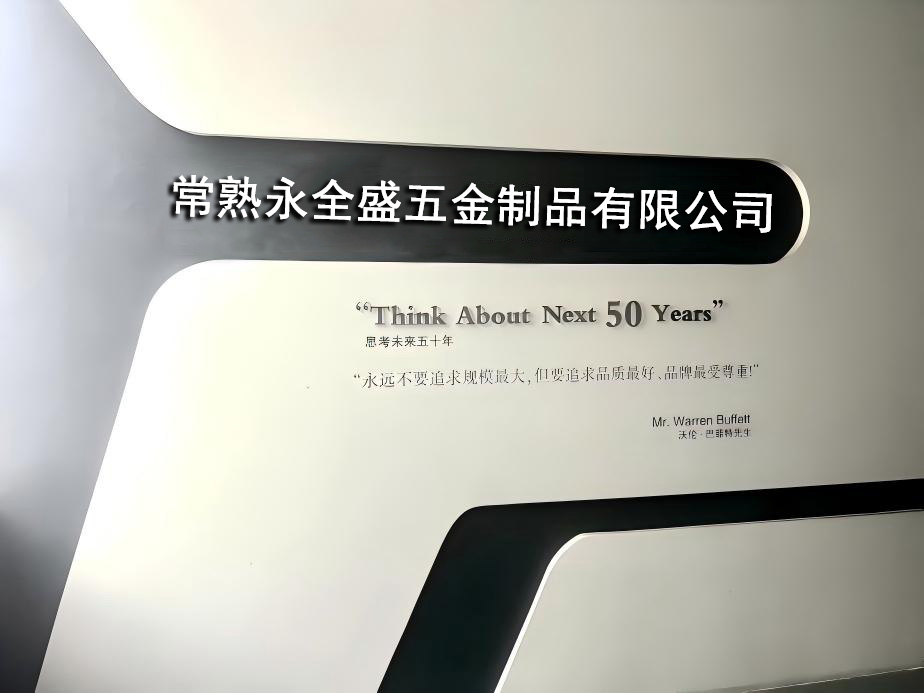 常熟永全盛五金制品有限公司
“Think About Next 50 Years”
思考未来五十年
“永远不要追求规模最大,但要追求品质最好、品牌最受尊重!”
Mr. Warren Buffett
沃伦·巴菲特先生